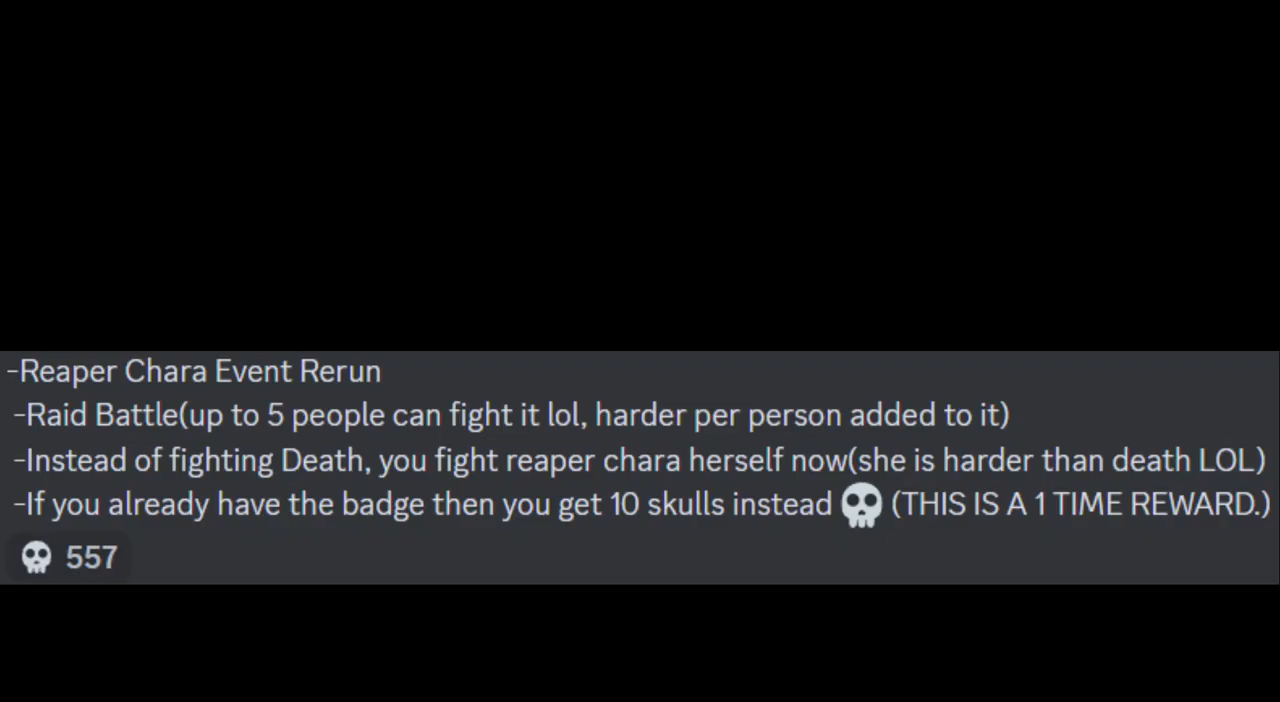 -Reaper Chara Event Rerun
-Raid Battle(up to 5 people can fight it lol, harder per person added to it)
-Instead of fighting Death, you fight reaper chara herself now(she is harder than death LOL)
-If you already have the badge then you get 10 skulls instead 💀 (THIS IS A 1 TIME REWARD.)
💀 557